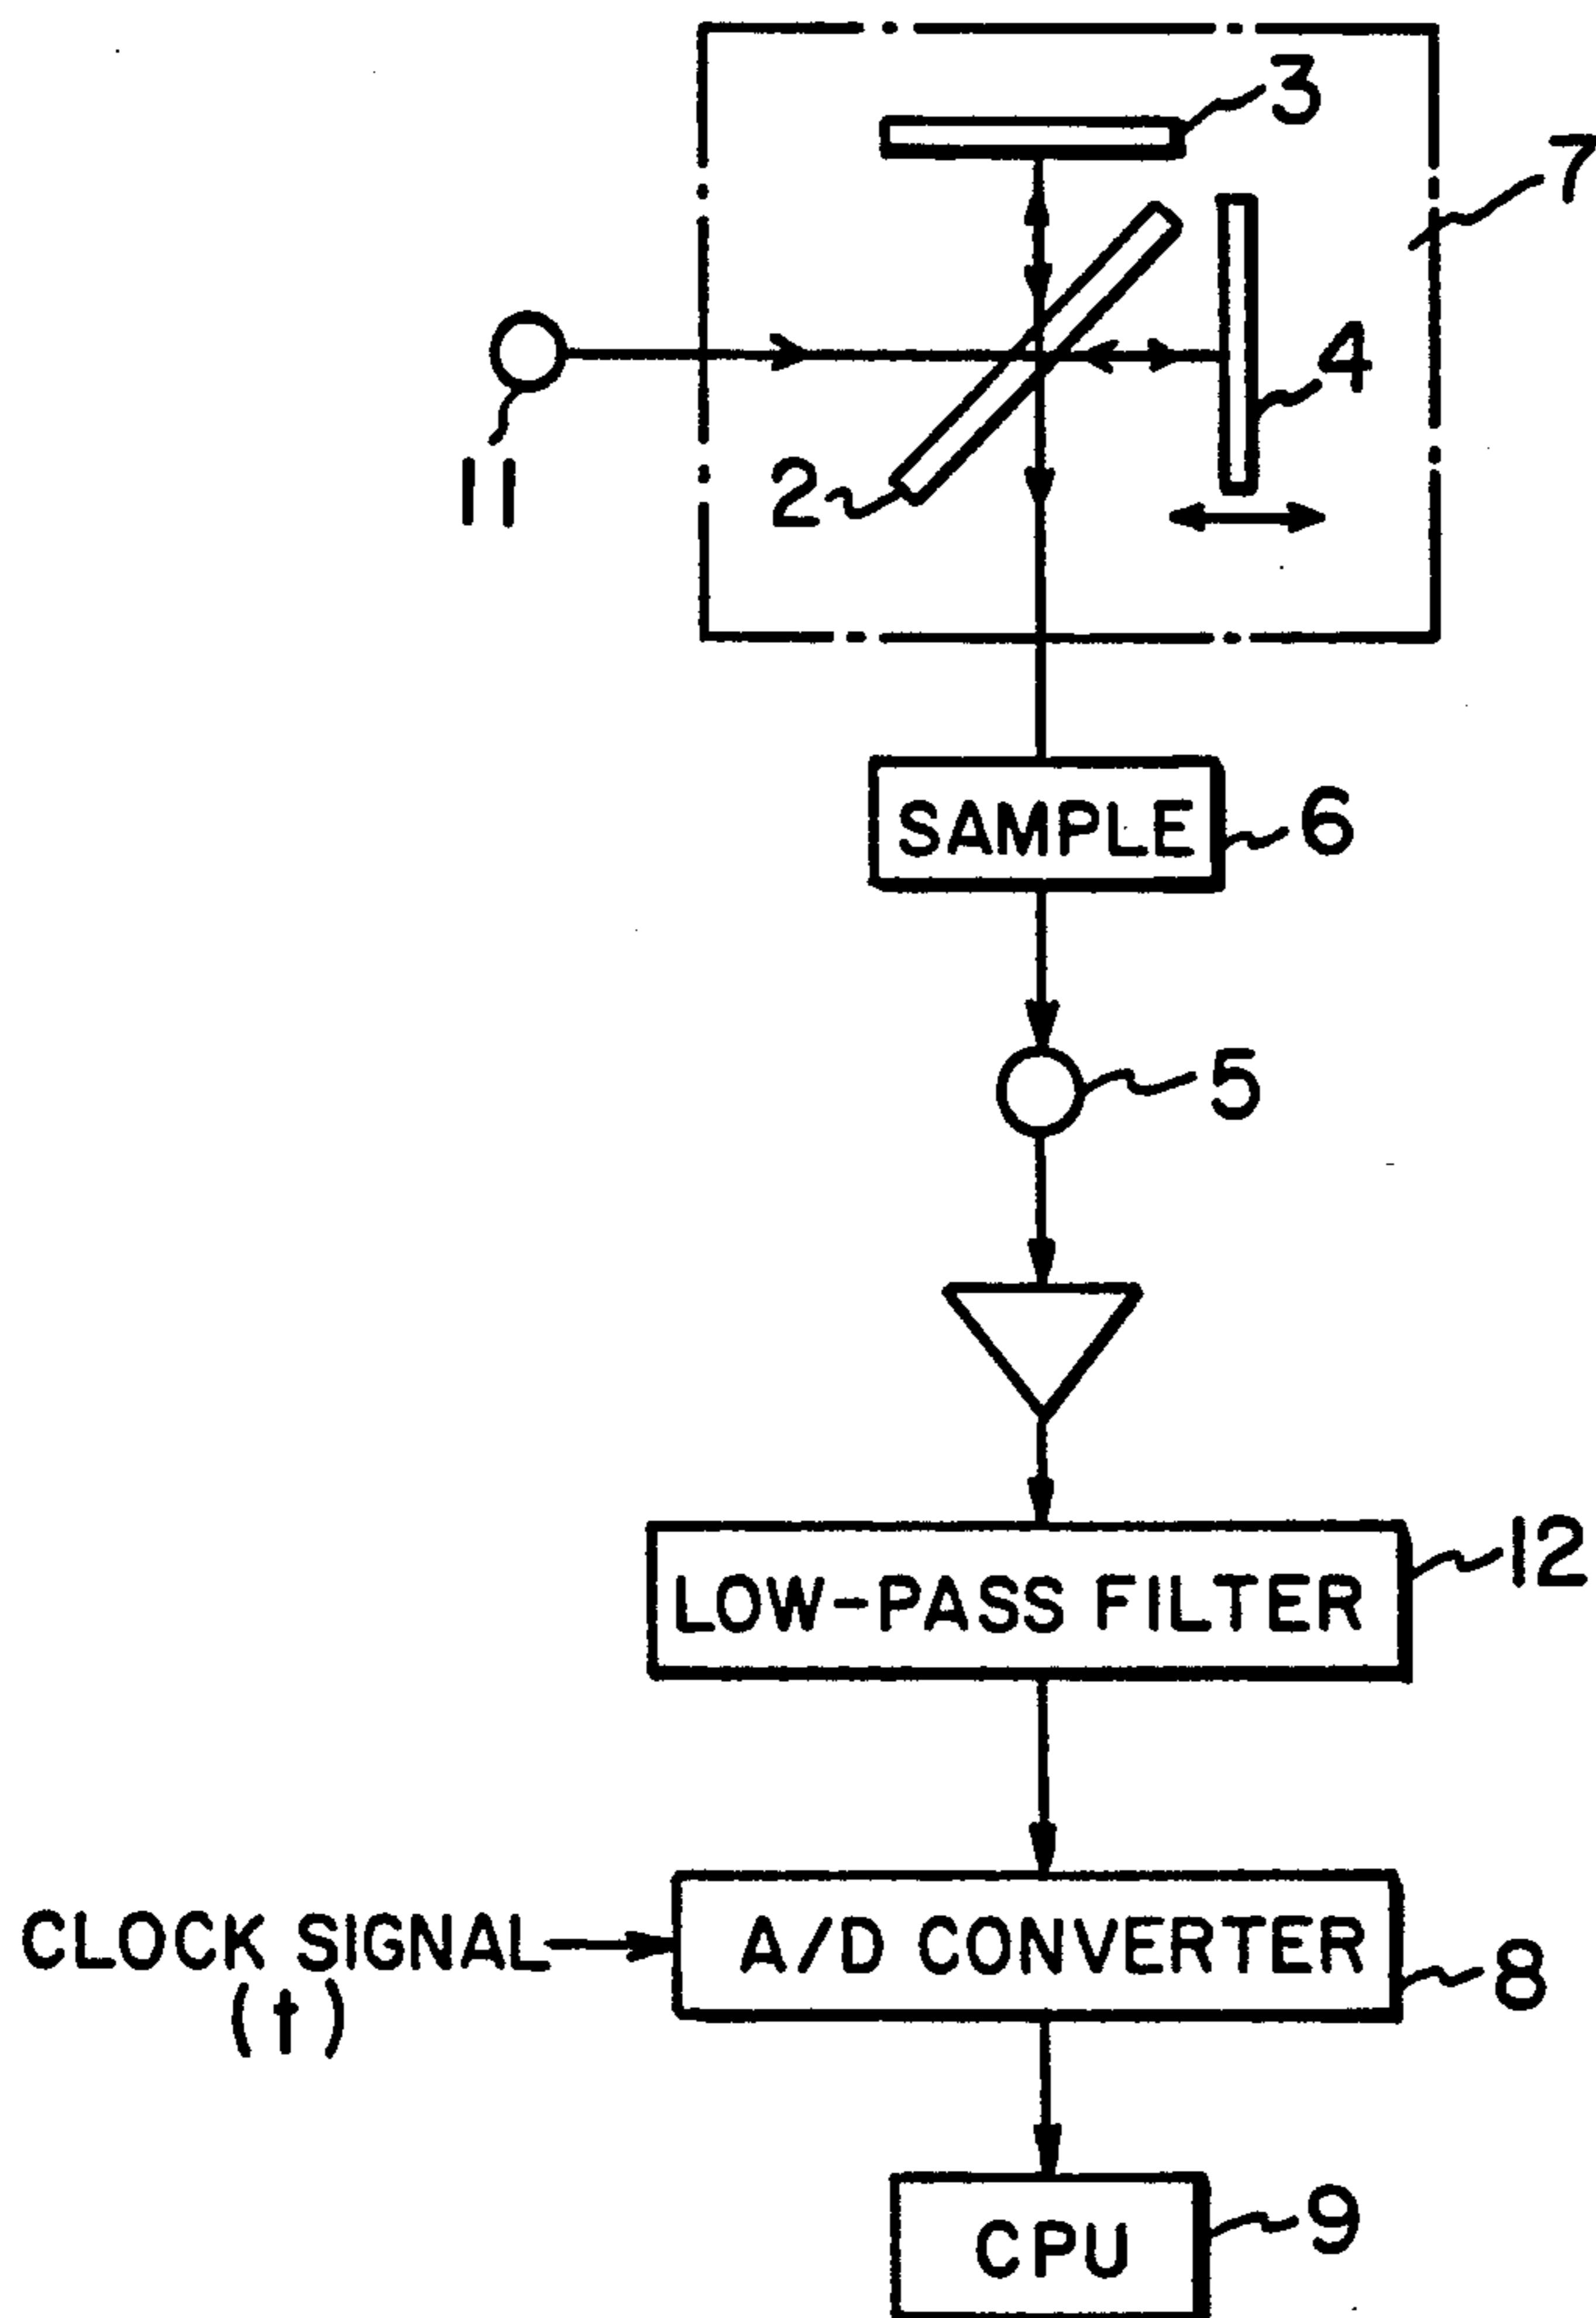 3
7
4
11
2
SAMPLE
6
5
LOW-PASS FILTER
12
CLOCK SIGNAL
(t)
A/D CONVERTER
8
CPU
9